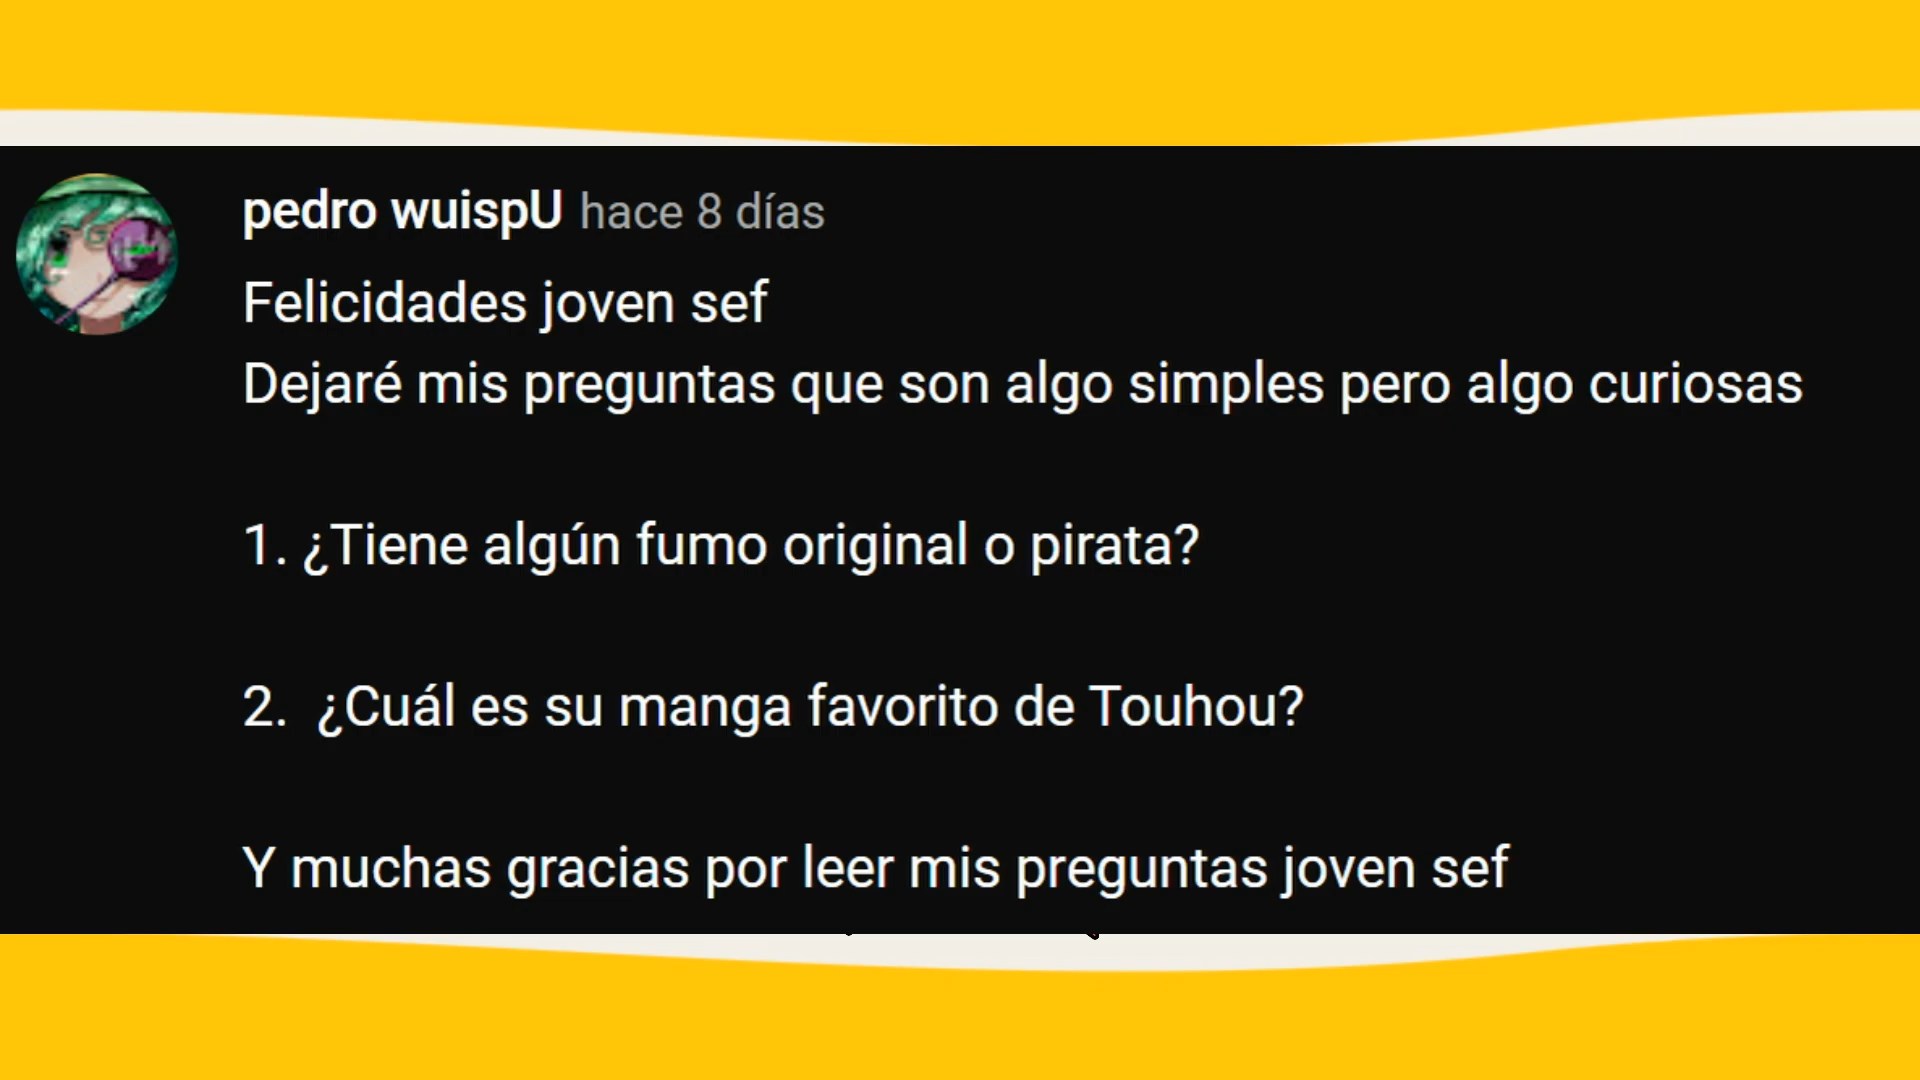 pedro wuispU hace 8 días
Felicidades joven sef
Dejaré mis preguntas que son algo simples pero algo curiosas
1. ¿Tiene algún fumo original o pirata?
2. ¿Cuál es su manga favorito de Touhou?
Y muchas gracias por leer mis preguntas joven sef